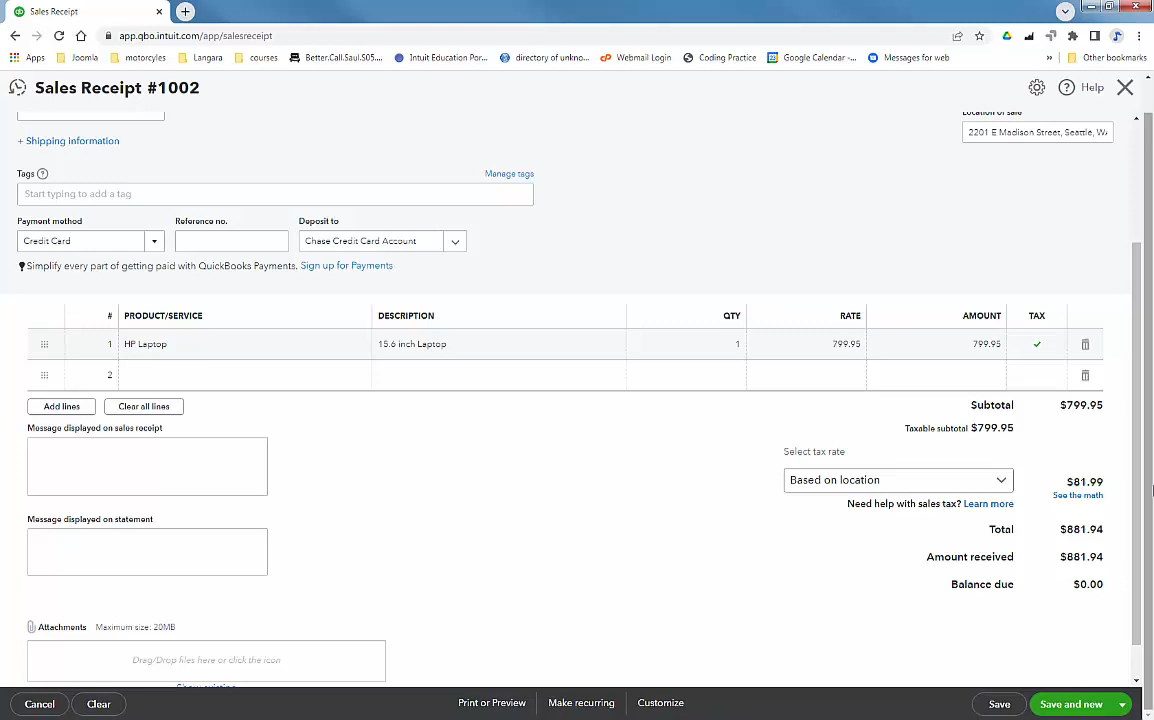 Sales Receipt
app.qbo.intuit.com/app/salesreceipt
Apps Joomla motorcyles Langara courses Better.Call.Saul.S05.... Intuit Education Por... directory of unkno... Webmail Login Coding Practice Google Calendar -... Messages for web » Other bookmarks
Sales Receipt #1002
Help
Location of sale
2201 E Madison Street, Seattle, WA
+ Shipping information
Tags
Manage tags
Start typing to add a tag
Payment method Reference no. Deposit to
Credit Card Chase Credit Card Account
Simplify every part of getting paid with QuickBooks Payments. Sign up for Payments
# PRODUCT/SERVICE DESCRIPTION QTY RATE AMOUNT TAX
1 HP Laptop 15.6 inch Laptop 1 799.95 799.95
2
Add lines Clear all lines
Subtotal $799.95
Message displayed on sales receipt
Taxable subtotal $799.95
Select tax rate
Based on location
$81.99
See the math
Need help with sales tax? Learn more
Message displayed on statement
Total $881.94
Amount received $881.94
Balance due $0.00
Attachments Maximum size: 20MB
Drag/Drop files here or click the icon
Show existing
Cancel Clear Print or Preview Make recurring Customize Save Save and new